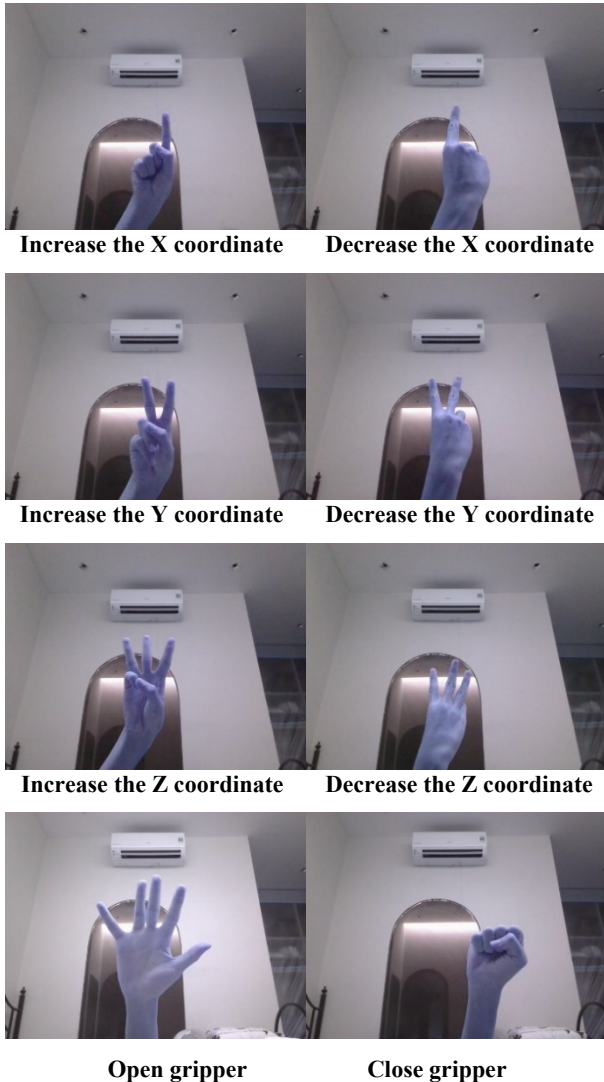 Increase the X coordinate Decrease the X coordinate
Increase the Y coordinate Decrease the Y coordinate
Increase the Z coordinate Decrease the Z coordinate
Open gripper Close gripper